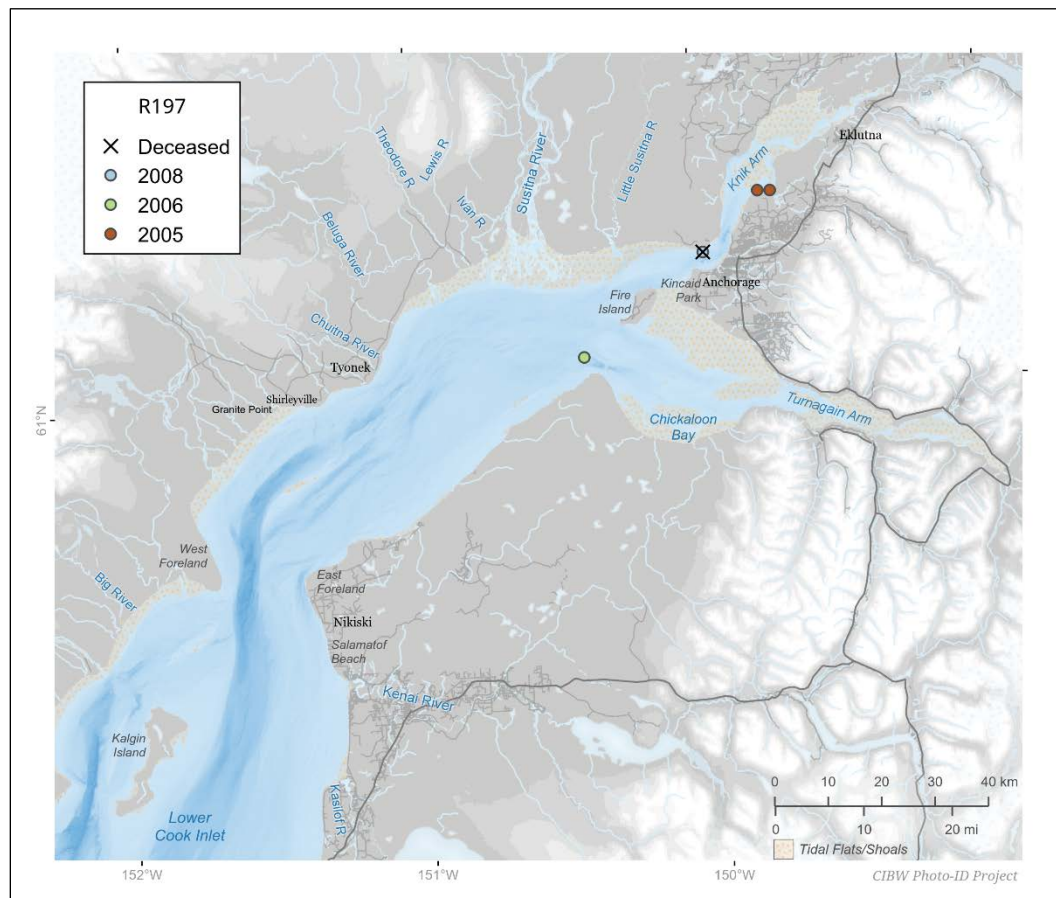 R197
Deceased
2008
2006
2005
Theodore R
Lewis R
Ivan R
Susitna River
Little Susitna R
Beluga River
Chuitna River
Knik Arm
Eklutna
Kincaid
Park
Anchorage
Fire
Island
Tyonek
Shirleyville
Granite Point
Chickaloon
Bay
Turnagain Arm
61°N
West
Foreland
Big River
East
Foreland
Nikiski
Salamatof
Beach
Kenai River
Kalgin
Island
Kasilof R
Lower
Cook Inlet
0 10 20 30 40 km
0 10 20 mi
Tidal Flats/Shoals
CIBW Photo-ID Project
152°W
151°W
150°W